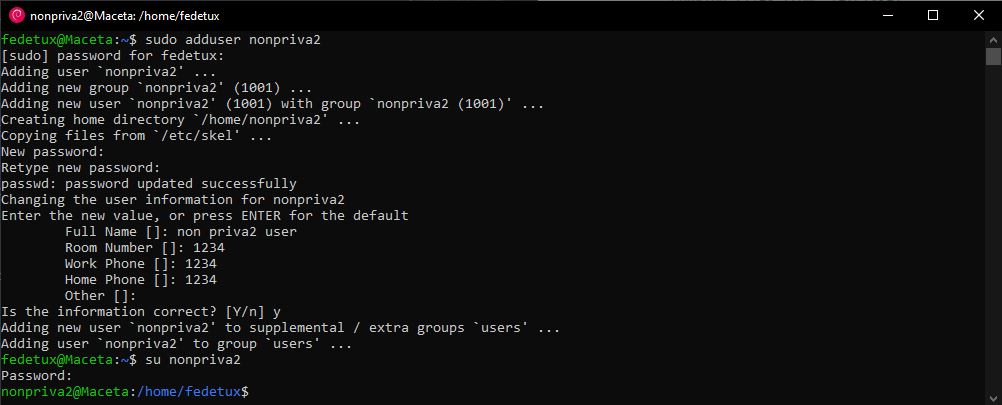 nonpriva2@Maceta: /home/fedetux
fedetux@Maceta:~$ sudo adduser nonpriva2
[sudo] password for fedetux:
Adding user `nonpriva2' ...
Adding new group `nonpriva2' (1001) ...
Adding new user `nonpriva2' (1001) with group `nonpriva2 (1001)' ...
Creating home directory `/home/nonpriva2' ...
Copying files from `/etc/skel' ...
New password:
Retype new password:
passwd: password updated successfully
Changing the user information for nonpriva2
Enter the new value, or press ENTER for the default
        Full Name []: non priva2 user
        Room Number []: 1234
        Work Phone []: 1234
        Home Phone []: 1234
        Other []:
Is the information correct? [Y/n] y
Adding new user `nonpriva2' to supplemental / extra groups `users' ...
Adding user `nonpriva2' to group `users' ...
fedetux@Maceta:~$ su nonpriva2
Password:
nonpriva2@Maceta:/home/fedetux$